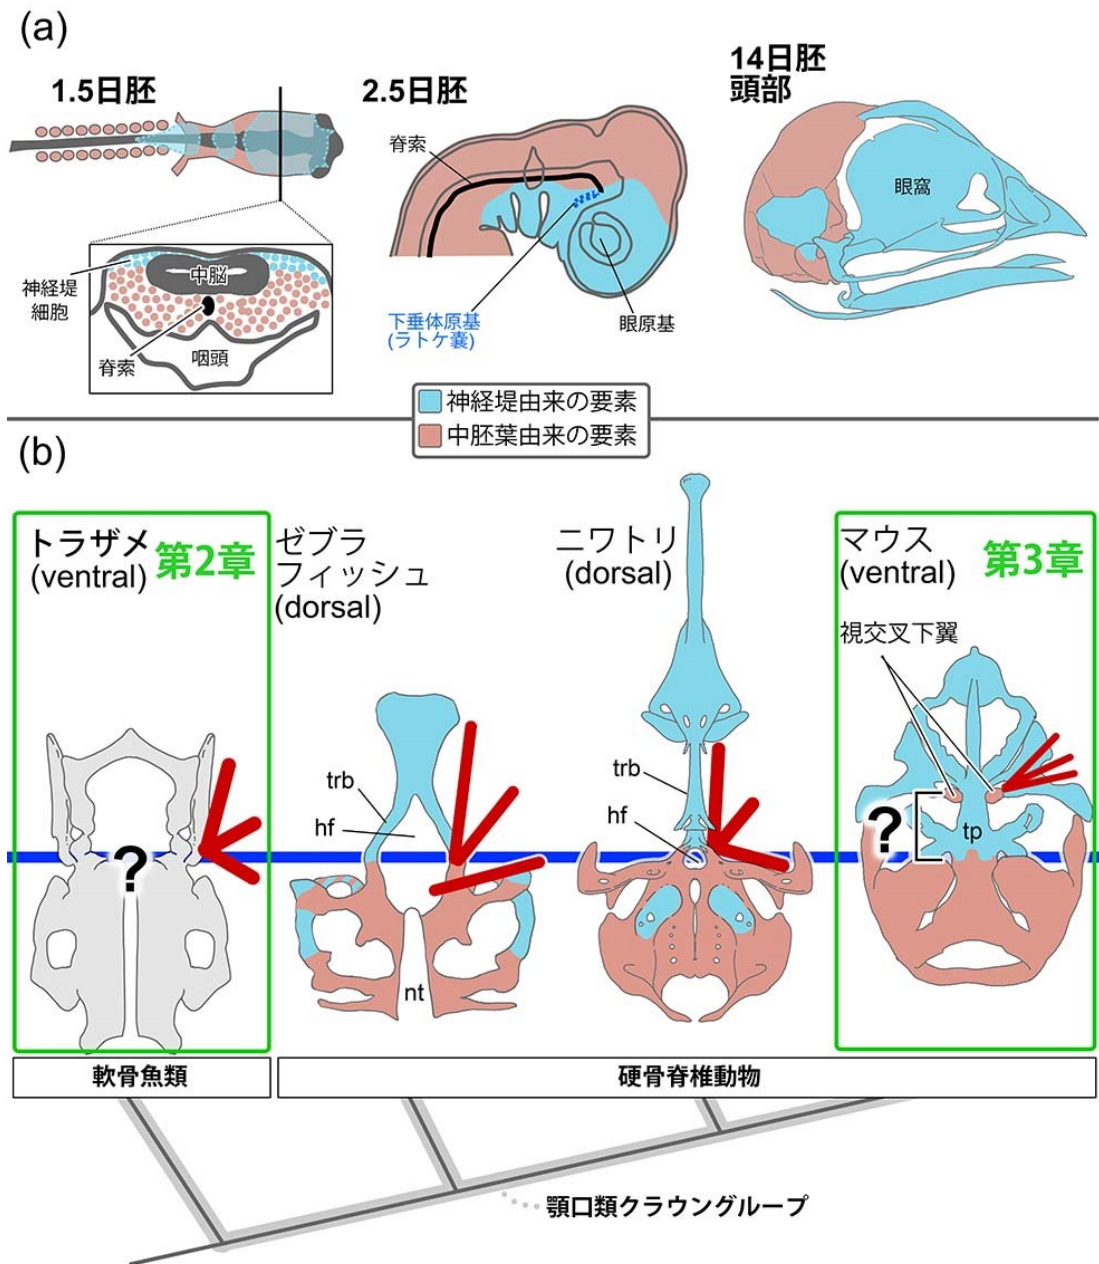 (a)
1.5日胚
2.5日胚
14日胚
頭部
脊索
眼窩
中脳
神経堤
細胞
脊索
咽頭
下垂体原基
(ラトケ嚢)
眼原基
神経堤由来の要素
中胚葉由来の要素
(b)
トラザメ
(ventral)
第2章
ゼブラ
フィッシュ
(dorsal)
ニワトリ
(dorsal)
マウス
(ventral)
第3章
視交叉下翼
trb
hf
trb
hf
?
?
tp
nt
軟骨魚類
硬骨脊椎動物
顎口類クラウングループ